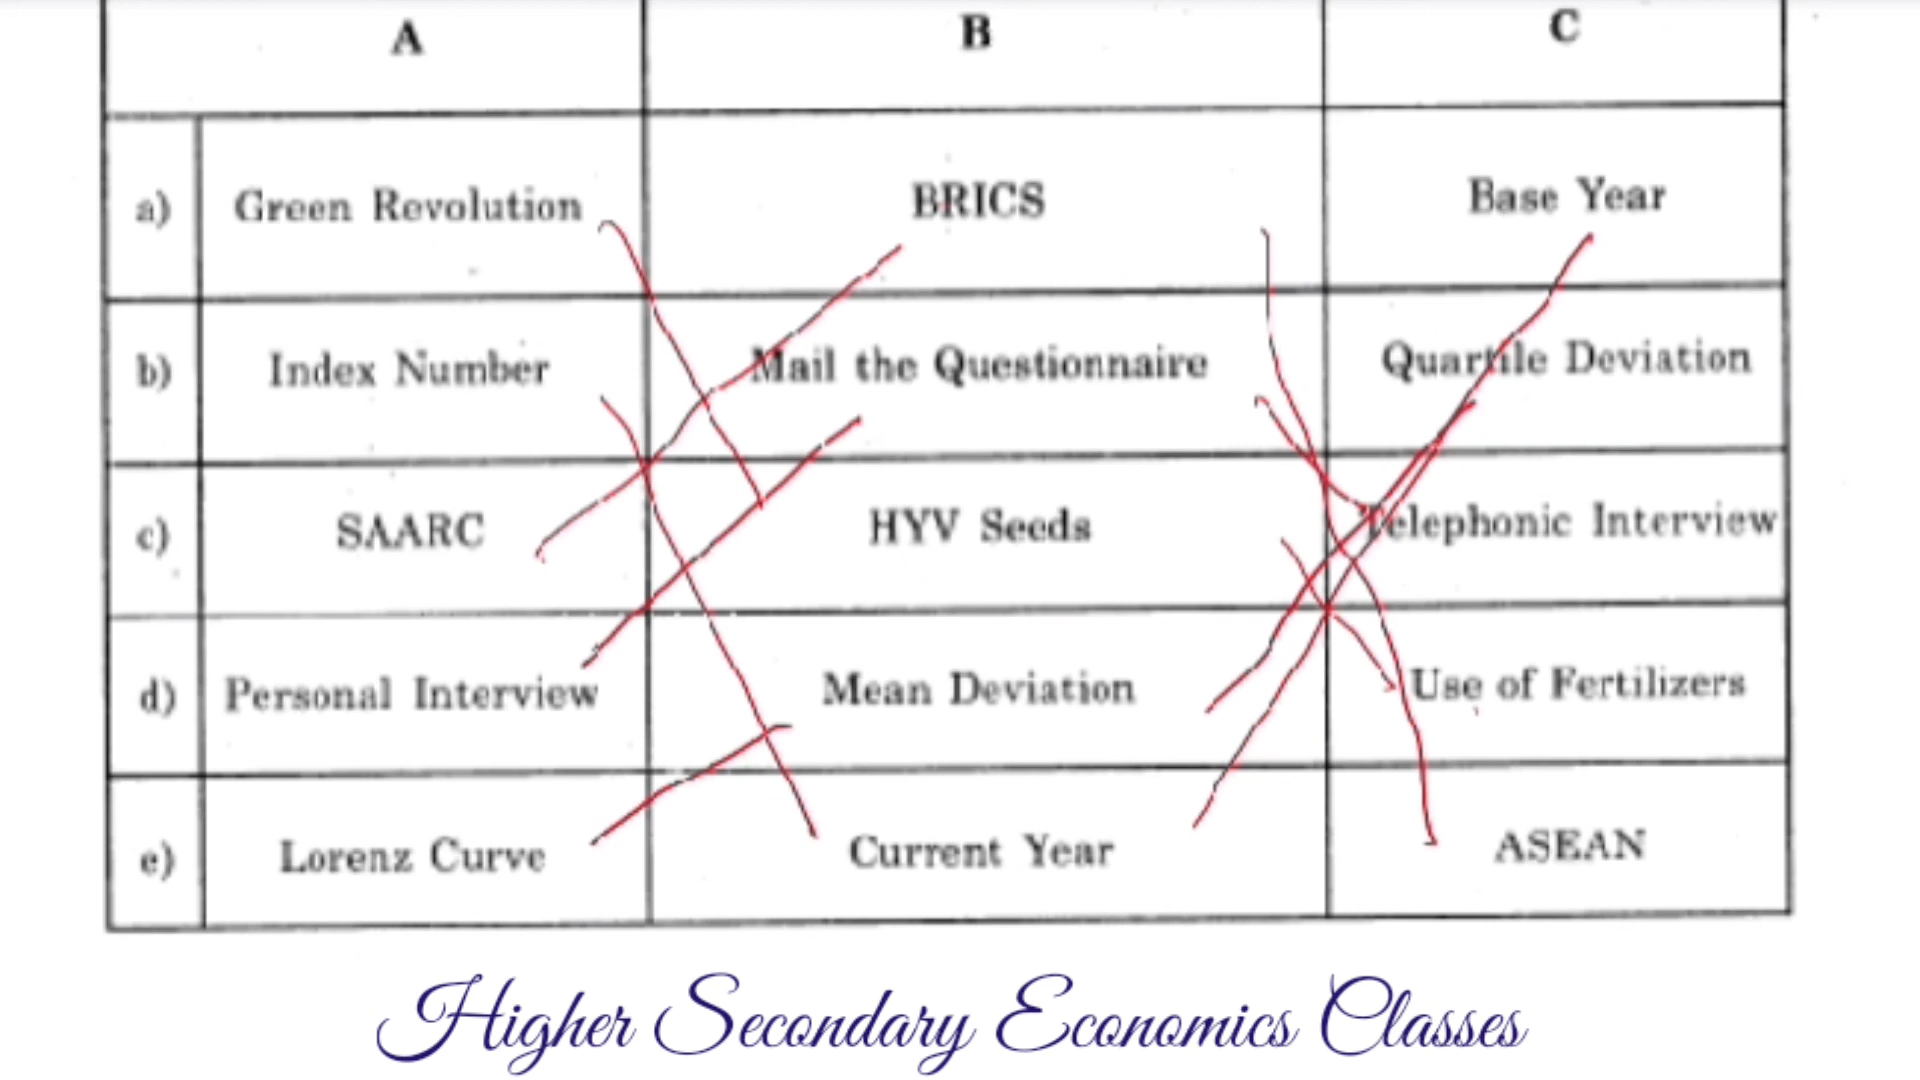 A B C
a) Green Revolution BRICS Base Year
b) Index Number Mail the Questionnaire Quartile Deviation
c) SAARC HYV Seeds Telephonic Interview
d) Personal Interview Mean Deviation Use of Fertilizers
e) Lorenz Curve Current Year ASEAN
Higher Secondary Economics Classes